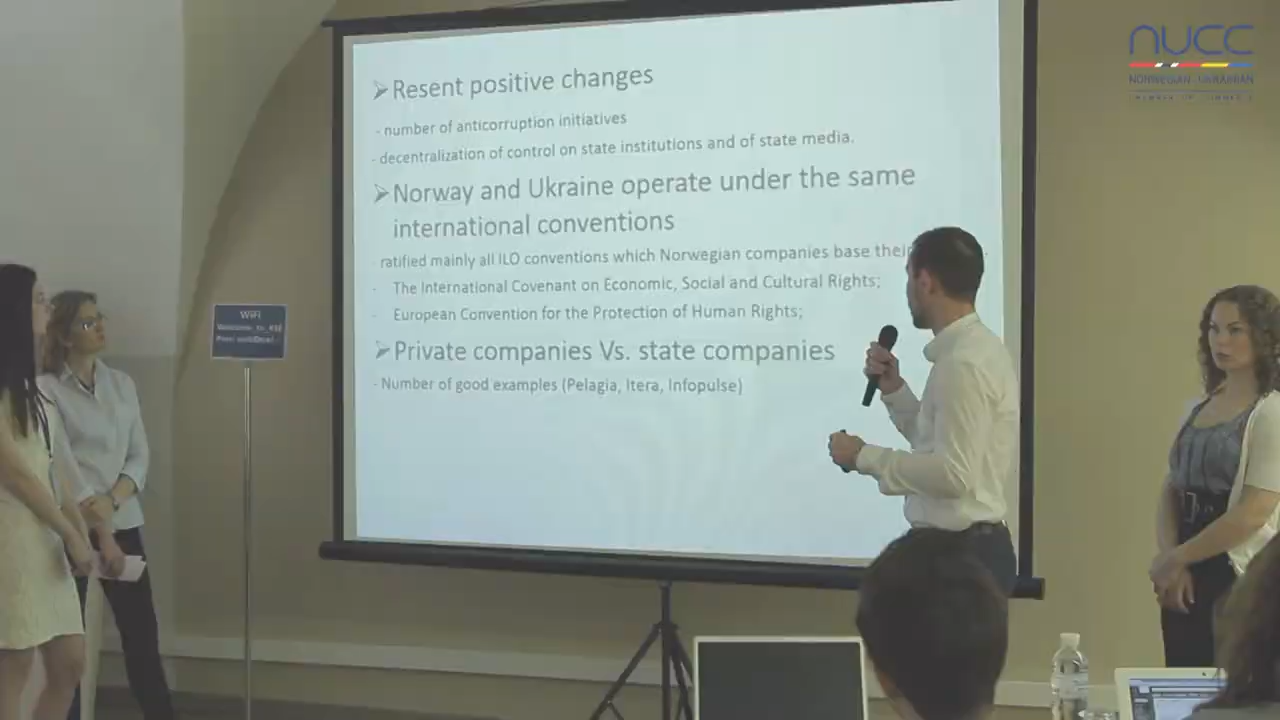 nucc
NORWEGIAN-UKRAINIAN
CHAMBER OF COMMERCE
➢Resent positive changes
- number of anticorruption initiatives
- decentralization of control on state institutions and of state media.
➢Norway and Ukraine operate under the same
international conventions
- ratified mainly all ILO conventions which Norwegian companies base their
- The International Covenant on Economic, Social and Cultural Rights;
- European Convention for the Protection of Human Rights;
➢Private companies Vs. state companies
- Number of good examples (Pelagia, Itera, Infopulse)
WiFi